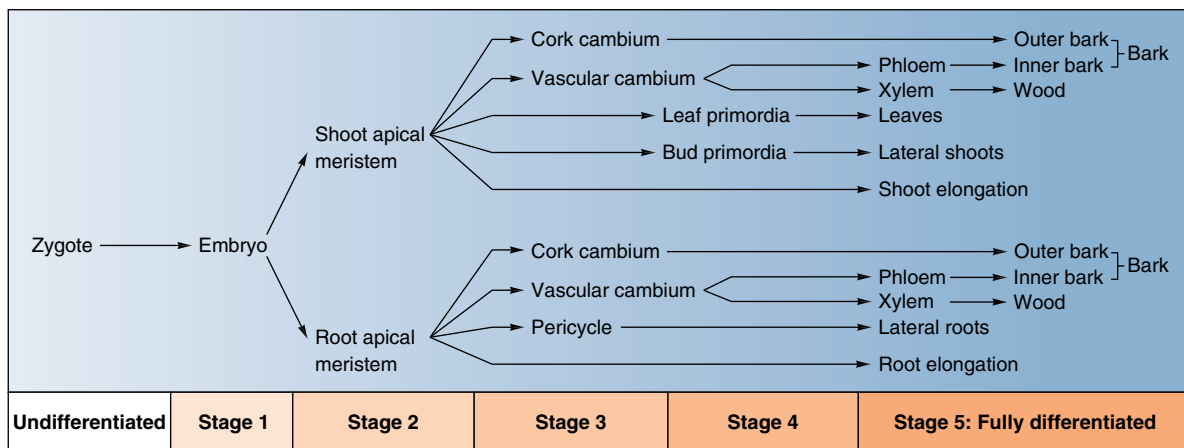 Cork cambium Outer bark
Bark
Phloem Inner bark
Vascular cambium
Xylem Wood
Leaf primordia Leaves
Shoot apical
meristem
Bud primordia Lateral shoots
Shoot elongation
Zygote Embryo
Cork cambium Outer bark
Bark
Phloem Inner bark
Vascular cambium
Xylem Wood
Pericycle Lateral roots
Root apical
meristem
Root elongation
Undifferentiated Stage 1 Stage 2 Stage 3 Stage 4 Stage 5: Fully differentiated